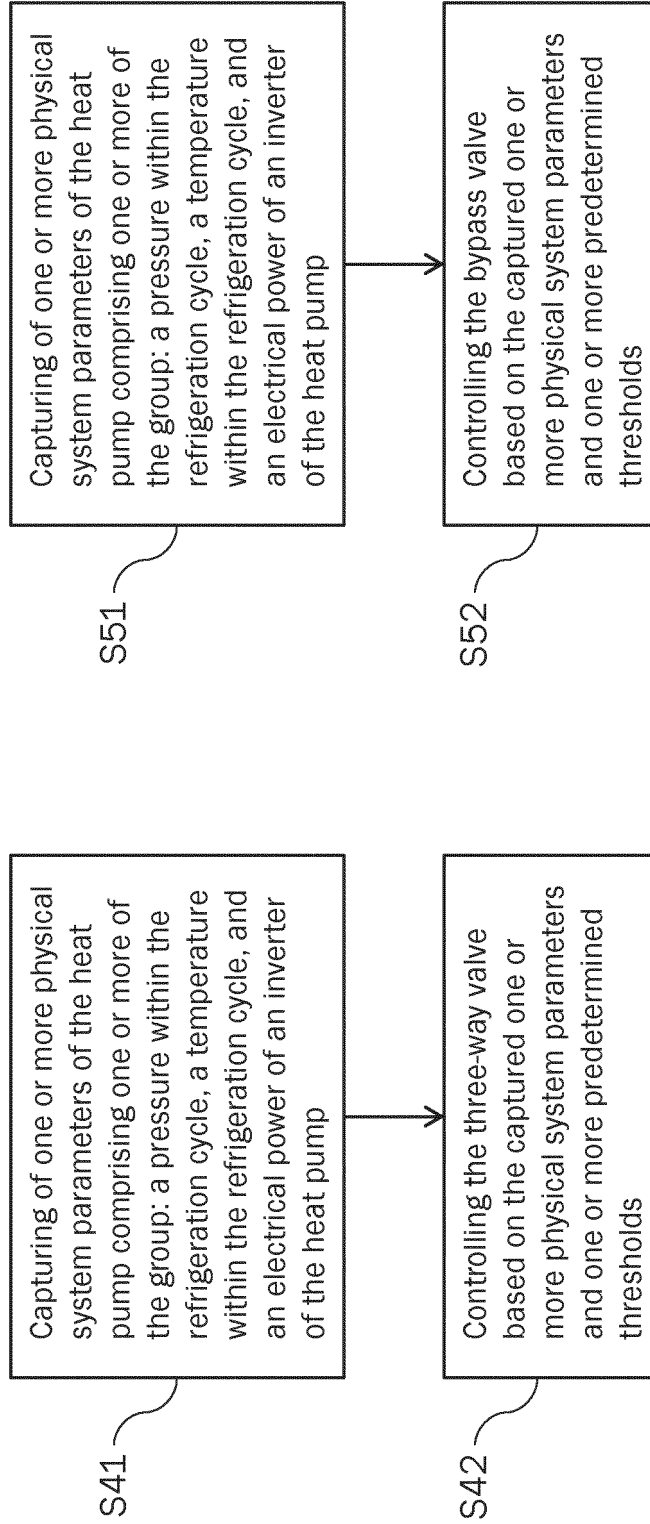 S41
Capturing of one or more physical
system parameters of the heat
pump comprising one or more of
the group: a pressure within the
refrigeration cycle, a temperature
within the refrigeration cycle, and
an electrical power of an inverter
of the heat pump
S42
Controlling the three-way valve
based on the captured one or
more physical system parameters
and one or more predetermined
thresholds
S51
Capturing of one or more physical
system parameters of the heat
pump comprising one or more of
the group: a pressure within the
refrigeration cycle, a temperature
within the refrigeration cycle, and
an electrical power of an inverter
of the heat pump
S52
Controlling the bypass valve
based on the captured one or
more physical system parameters
and one or more predetermined
thresholds